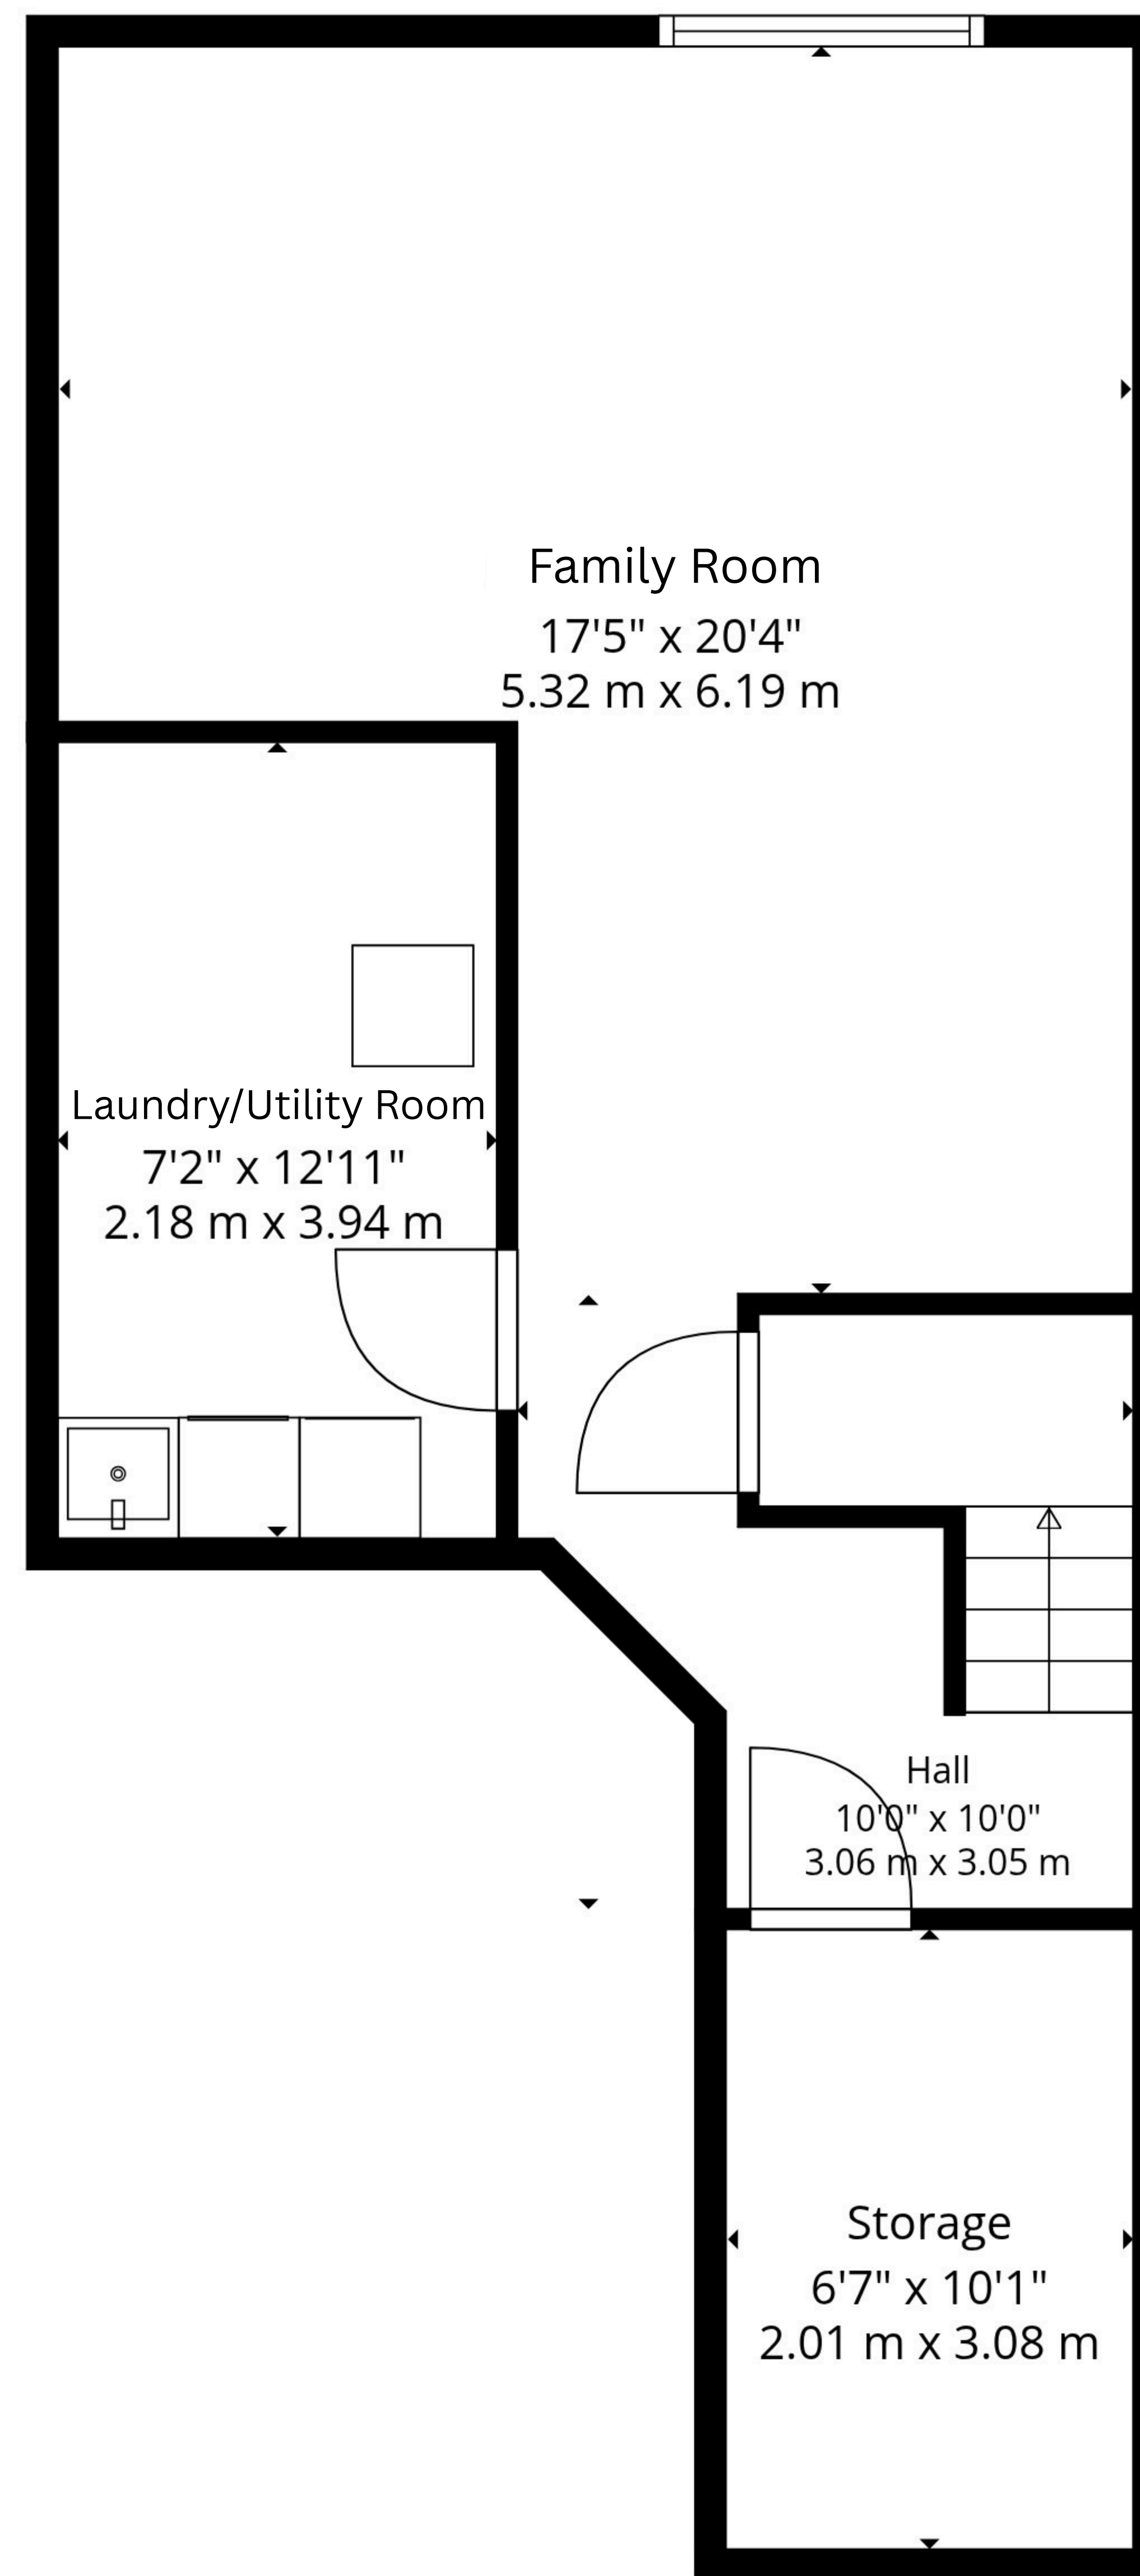 Family Room
17'5" x 20'4"
5.32 m x 6.19 m
Laundry/Utility Room
7'2" x 12'11"
2.18 m x 3.94 m
Hall
10'0" x 10'0"
3.06 m x 3.05 m
Storage
6'7" x 10'1"
2.01 m x 3.08 m